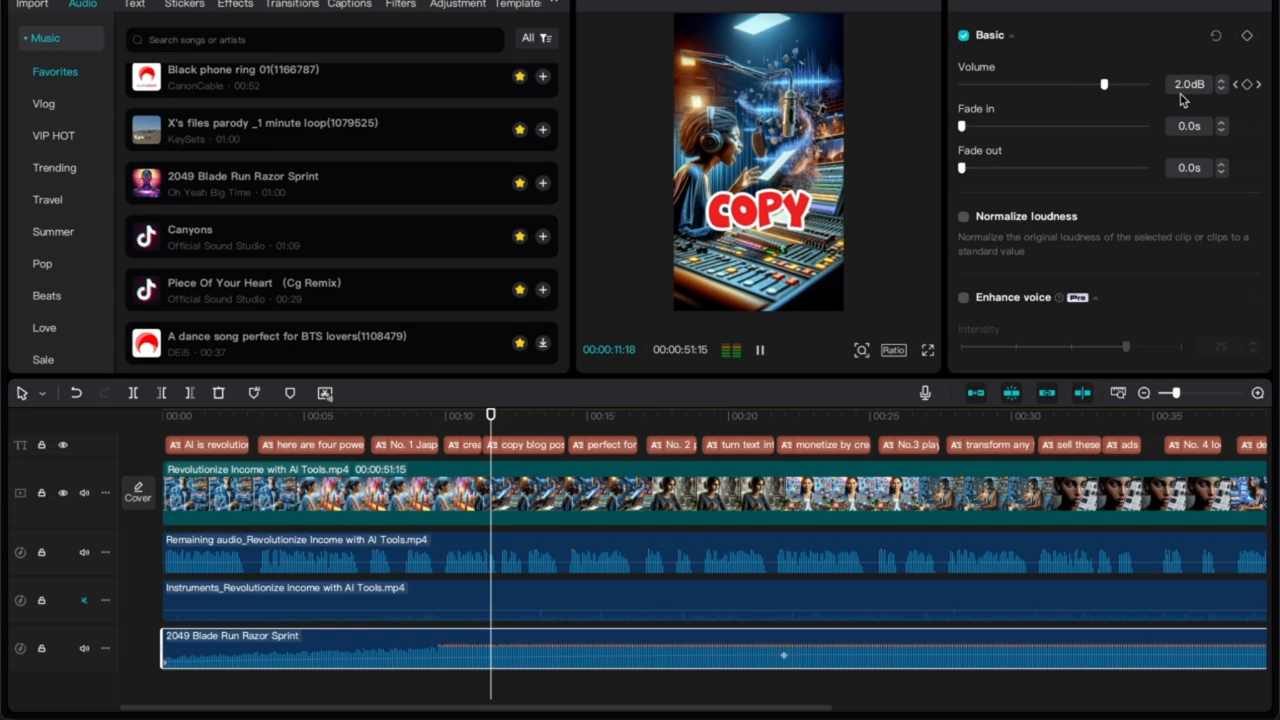 Import Audio Text Stickers Effects Transitions Captions Filters Adjustment Template
Music
Favorites
Vlog
VIP HOT
Trending
Travel
Summer
Pop
Beats
Love
Sale
Search songs or artists
All
Black phone ring 01(1166787)
CanonCable · 00:52
X's files parody _1 minute loop(1079525)
KeySets · 01:00
2049 Blade Run Razor Sprint
Oh Yeah Big Time · 01:00
Canyons
Official Sound Studio · 01:09
Piece Of Your Heart （Cg Remix)
Official Sound Studio · 00:29
A dance song perfect for BTS lovers(1108479)
DEi5 · 00:37
COPY
00:00:11:18 00:00:51:15
Ratio
Basic
Volume
2.0dB
Fade in
0.0s
Fade out
0.0s
Normalize loudness
Normalize the original loudness of the selected clip or clips to a
standard value
Enhance voice Pro
Intensity
75
00:00 00:05 00:10 00:15 00:20 00:25 00:30 00:35
AI is revolution here are four powe No. 1 Jasp crea copy blog pos perfect for No. 2 p turn text int monetize by cre No.3 play transform any sell these ads No. 4 lo de
Cover
Revolutionize Income with AI Tools.mp4 00:00:51:15
Remaining audio_Revolutionize Income with AI Tools.mp4
Instruments_Revolutionize Income with AI Tools.mp4
2049 Blade Run Razor Sprint